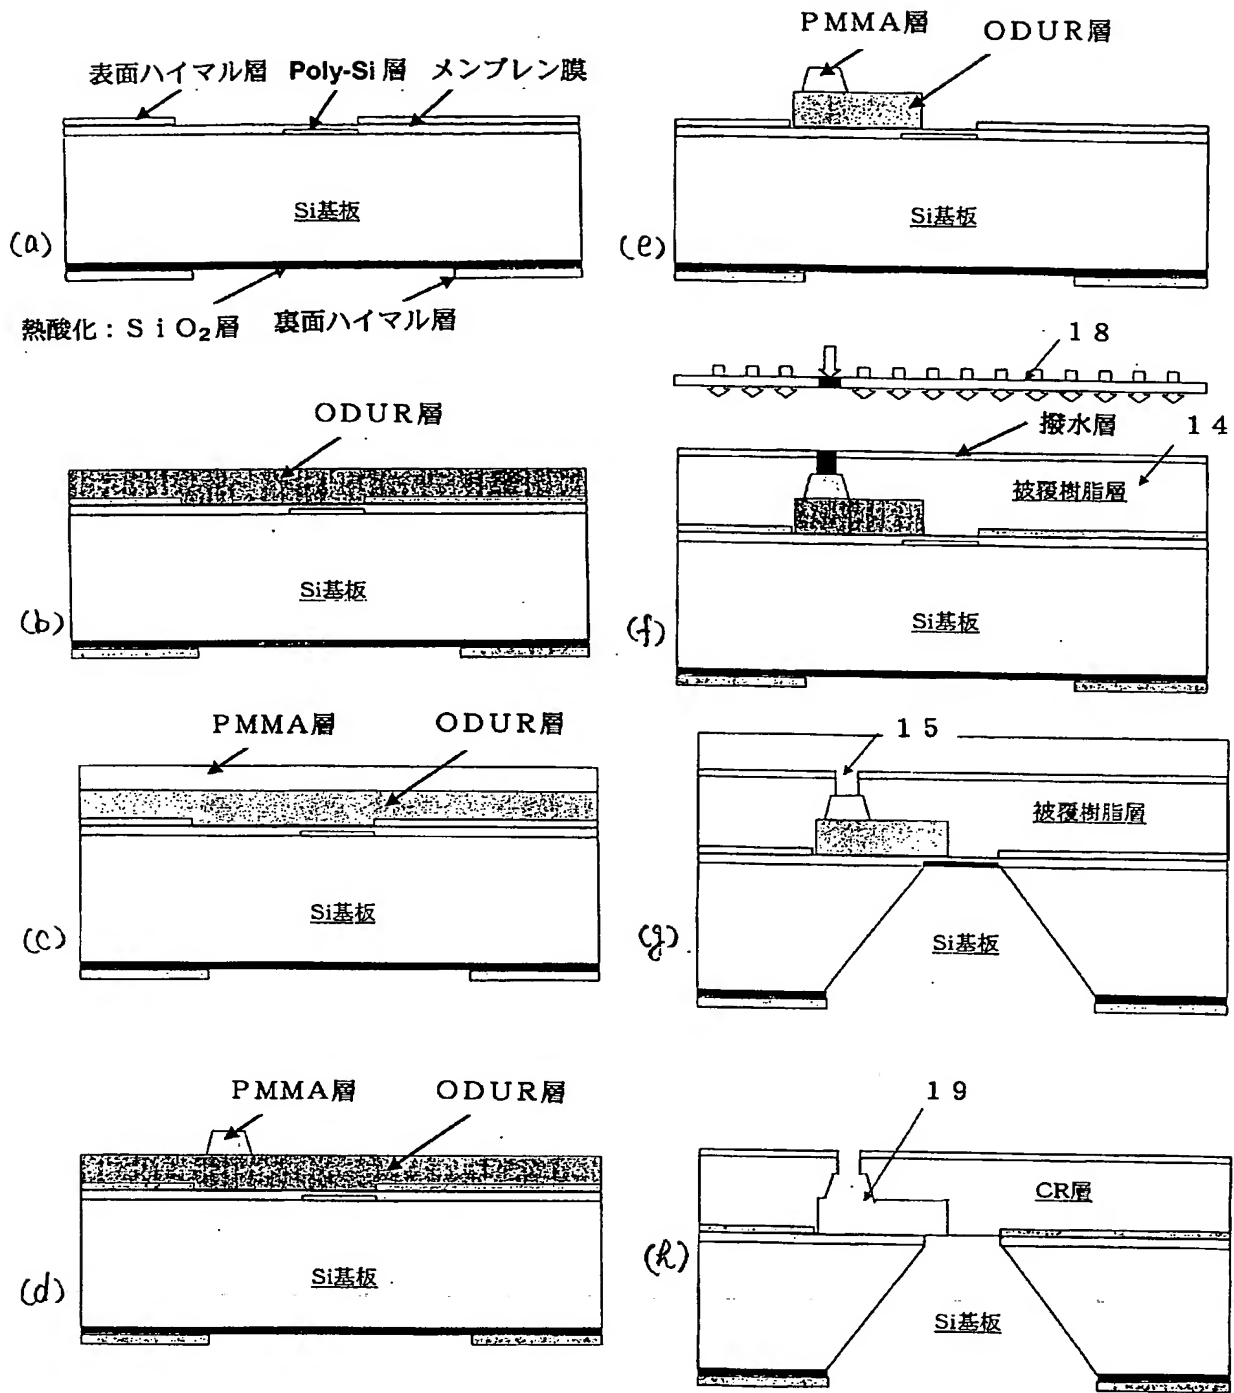 表面ハイマル層 Poly-Si層 メンブレン膜
Si基板
(a)
熱酸化：ＳｉＯ₂層 裏面ハイマル層
ODUR層
Si基板
(b)
PMMA層 ODUR層
Si基板
(c)
PMMA層 ODUR層
Si基板
(d)
PMMA層 ODUR層
Si基板
(e)
18
撥水層 14
被覆樹脂層
Si基板
(f)
15
被覆樹脂層
Si基板
(g)
19
CR層
(h)
Si基板